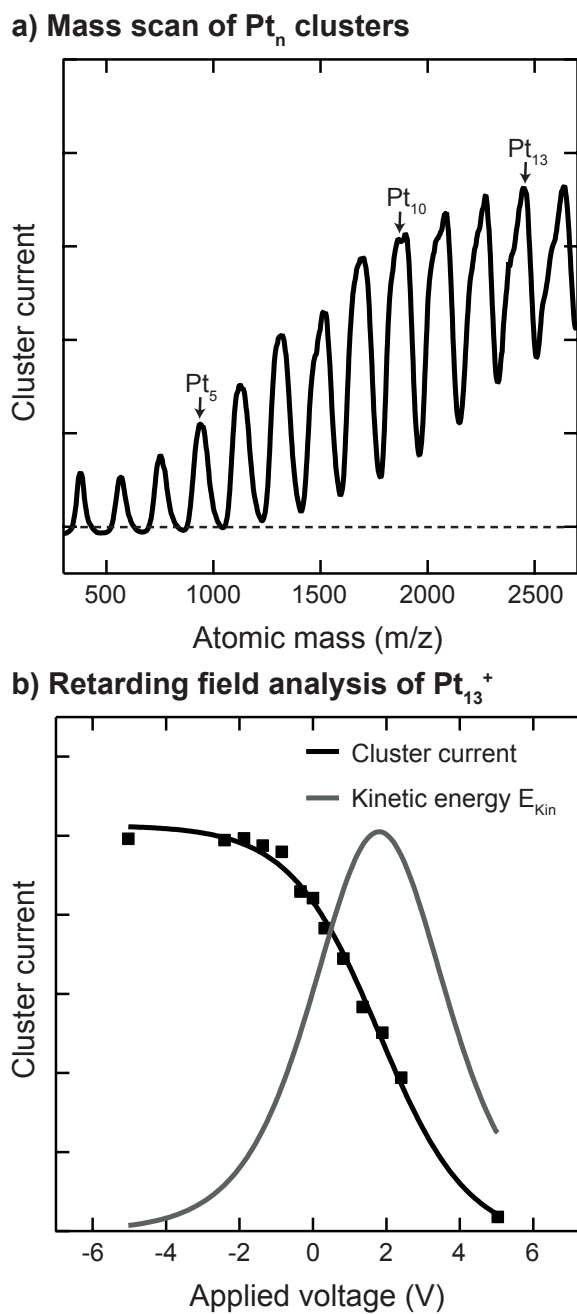 a) Mass scan of Ptₙ clusters
Pt₁₃
Pt₁₀
Pt₅
Cluster current
500 1000 1500 2000 2500
Atomic mass (m/z)
b) Retarding field analysis of Pt₁₃⁺
Cluster current
Kinetic energy E_Kin
Cluster current
-6 -4 -2 0 2 4 6
Applied voltage (V)